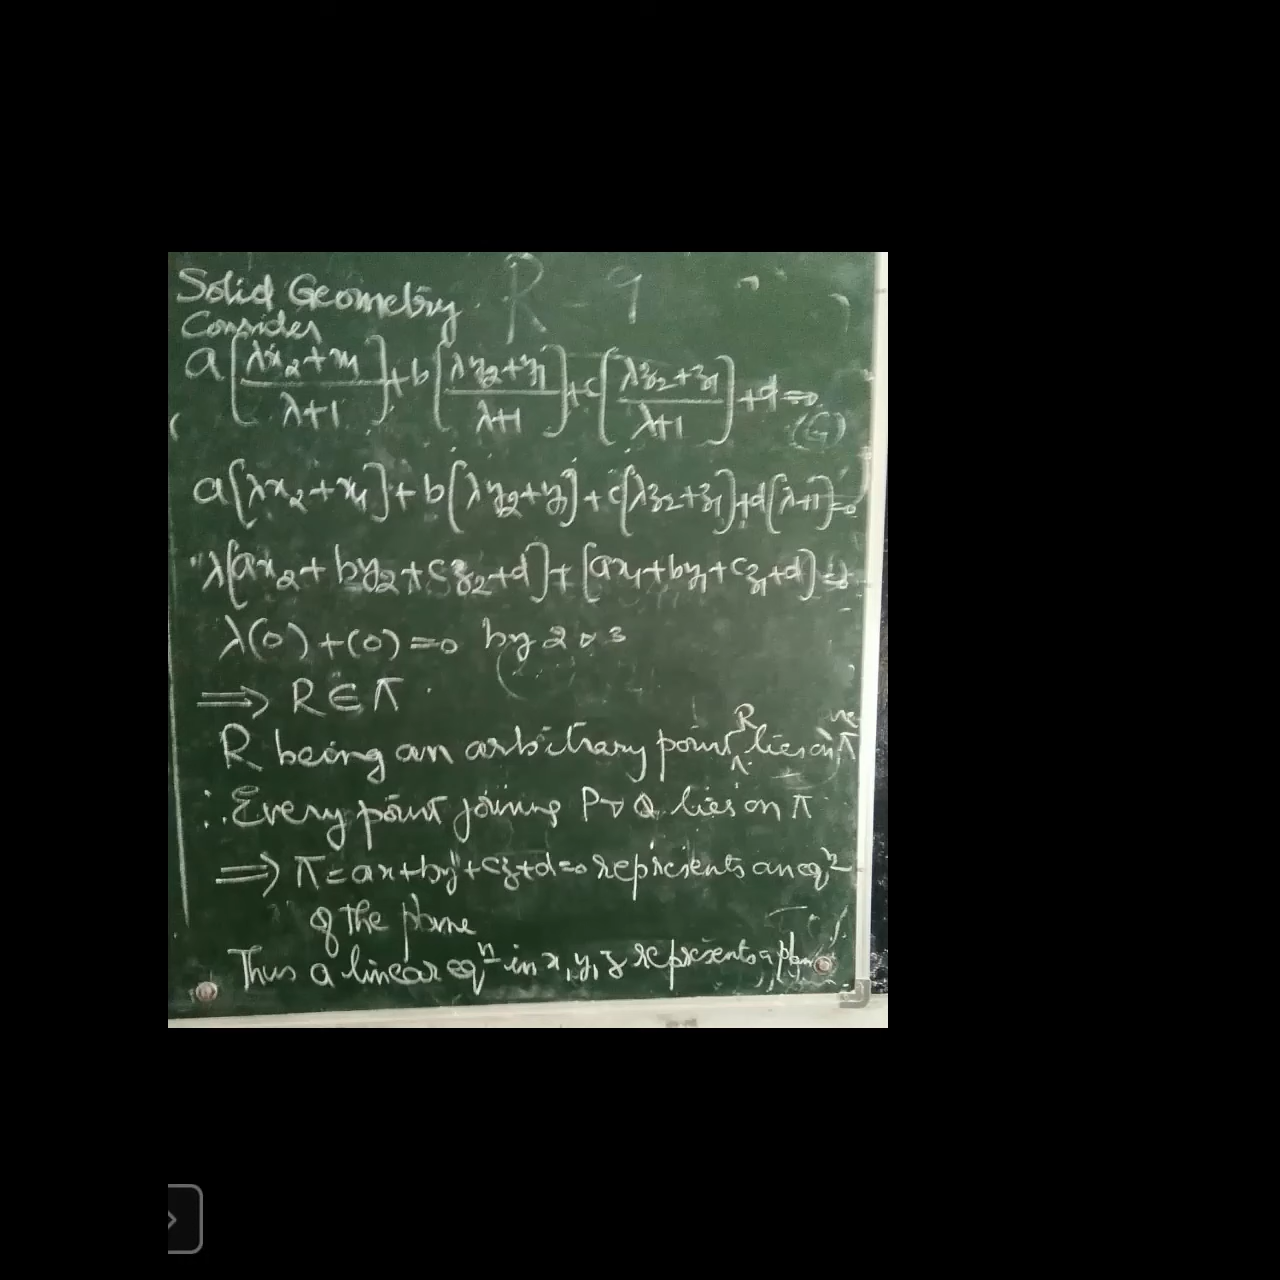 Solid Geometry. R-9
Consider
a[(λx₂+x₁)/(λ+1)]+b[(λy₂+y₁)/(λ+1)]+c[(λz₂+z₁)/(λ+1)]+d=0
(4)
a[λx₂+x₁]+b[λy₂+y₁]+c[λz₂+z₁]+d[λ+1]=0
λ[ax₂+by₂+cz₂+d]+[ax₁+by₁+cz₁+d]=0
λ(0)+(0)=0 by 2 & 3
⟹ R∈π.
R being an arbitrary point R lies on π
∴ Every point joining P & Q lies on π
⟹ π=ax+by+cz+d=0 represents an eqⁿ
of the plane
Thus a linear eqⁿ in x, y, z represents a plane